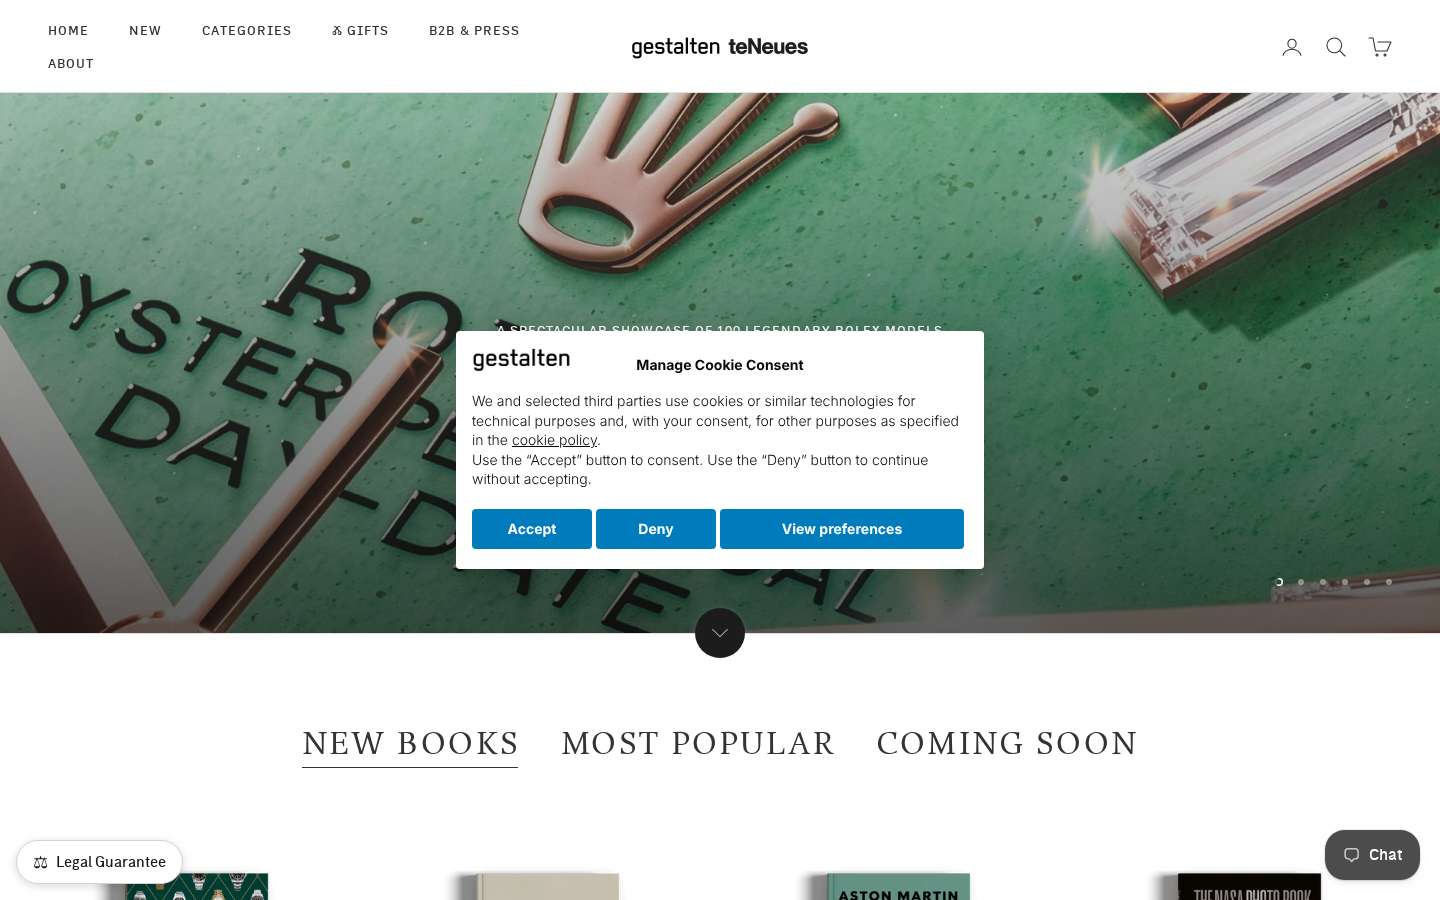 HOME NEW CATEGORIES GIFTS B2B & PRESS
ABOUT
gestalten teNeues
A SPECTACULAR SHOWCASE OF 100 LEGENDARY ROLEX MODELS
OYSTER
gestalten
Manage Cookie Consent
We and selected third parties use cookies or similar technologies for
technical purposes and, with your consent, for other purposes as specified
in the cookie policy.
Use the “Accept” button to consent. Use the “Deny” button to continue
without accepting.
Accept Deny View preferences
NEW BOOKS MOST POPULAR COMING SOON
Legal Guarantee
Chat
ASTON MARTIN
THE NASA PHOTO BOOK